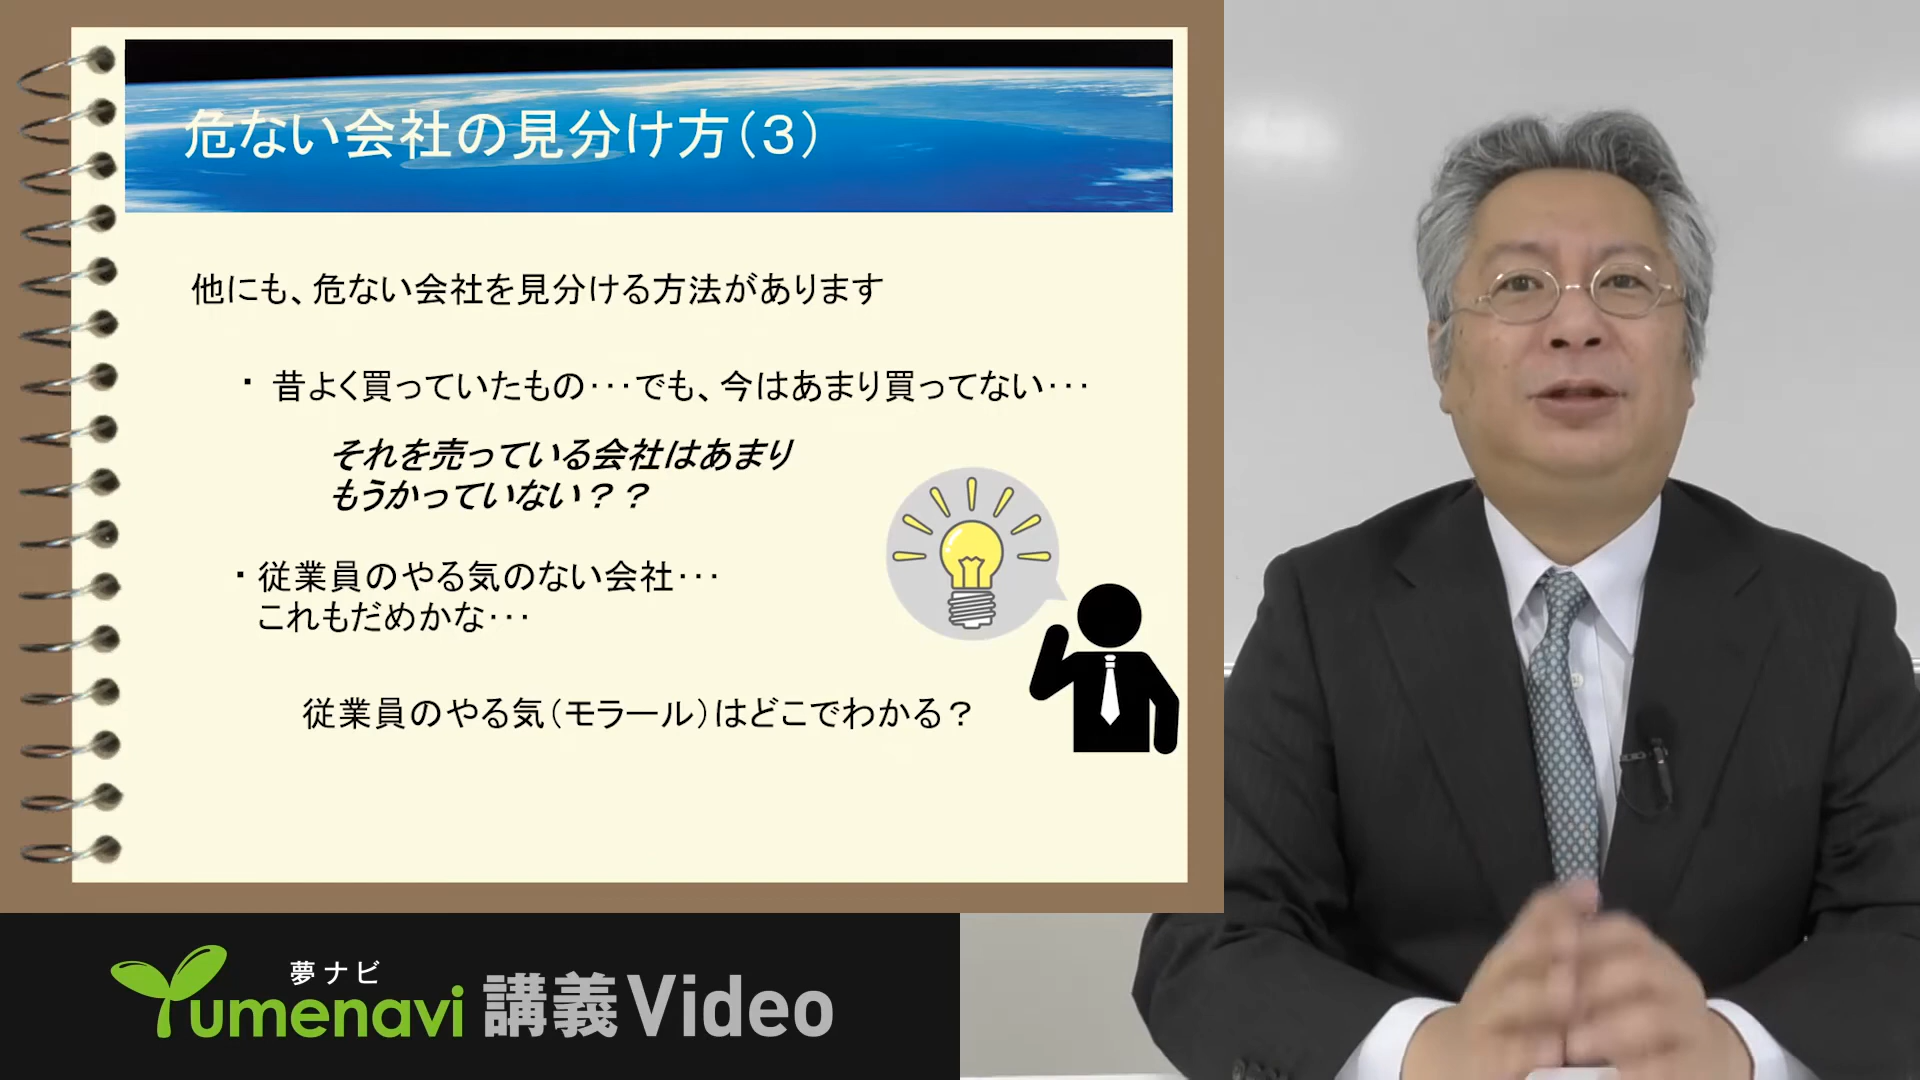 危ない会社の見分け方（３）
他にも、危ない会社を見分ける方法があります
・ 昔よく買っていたもの･･･でも、今はあまり買ってない･･･
それを売っている会社はあまり
もうかっていない？？
・従業員のやる気のない会社･･･
これもだめかな･･･
従業員のやる気（モラール）はどこでわかる？
夢ナビ
Yumenavi 講義Video